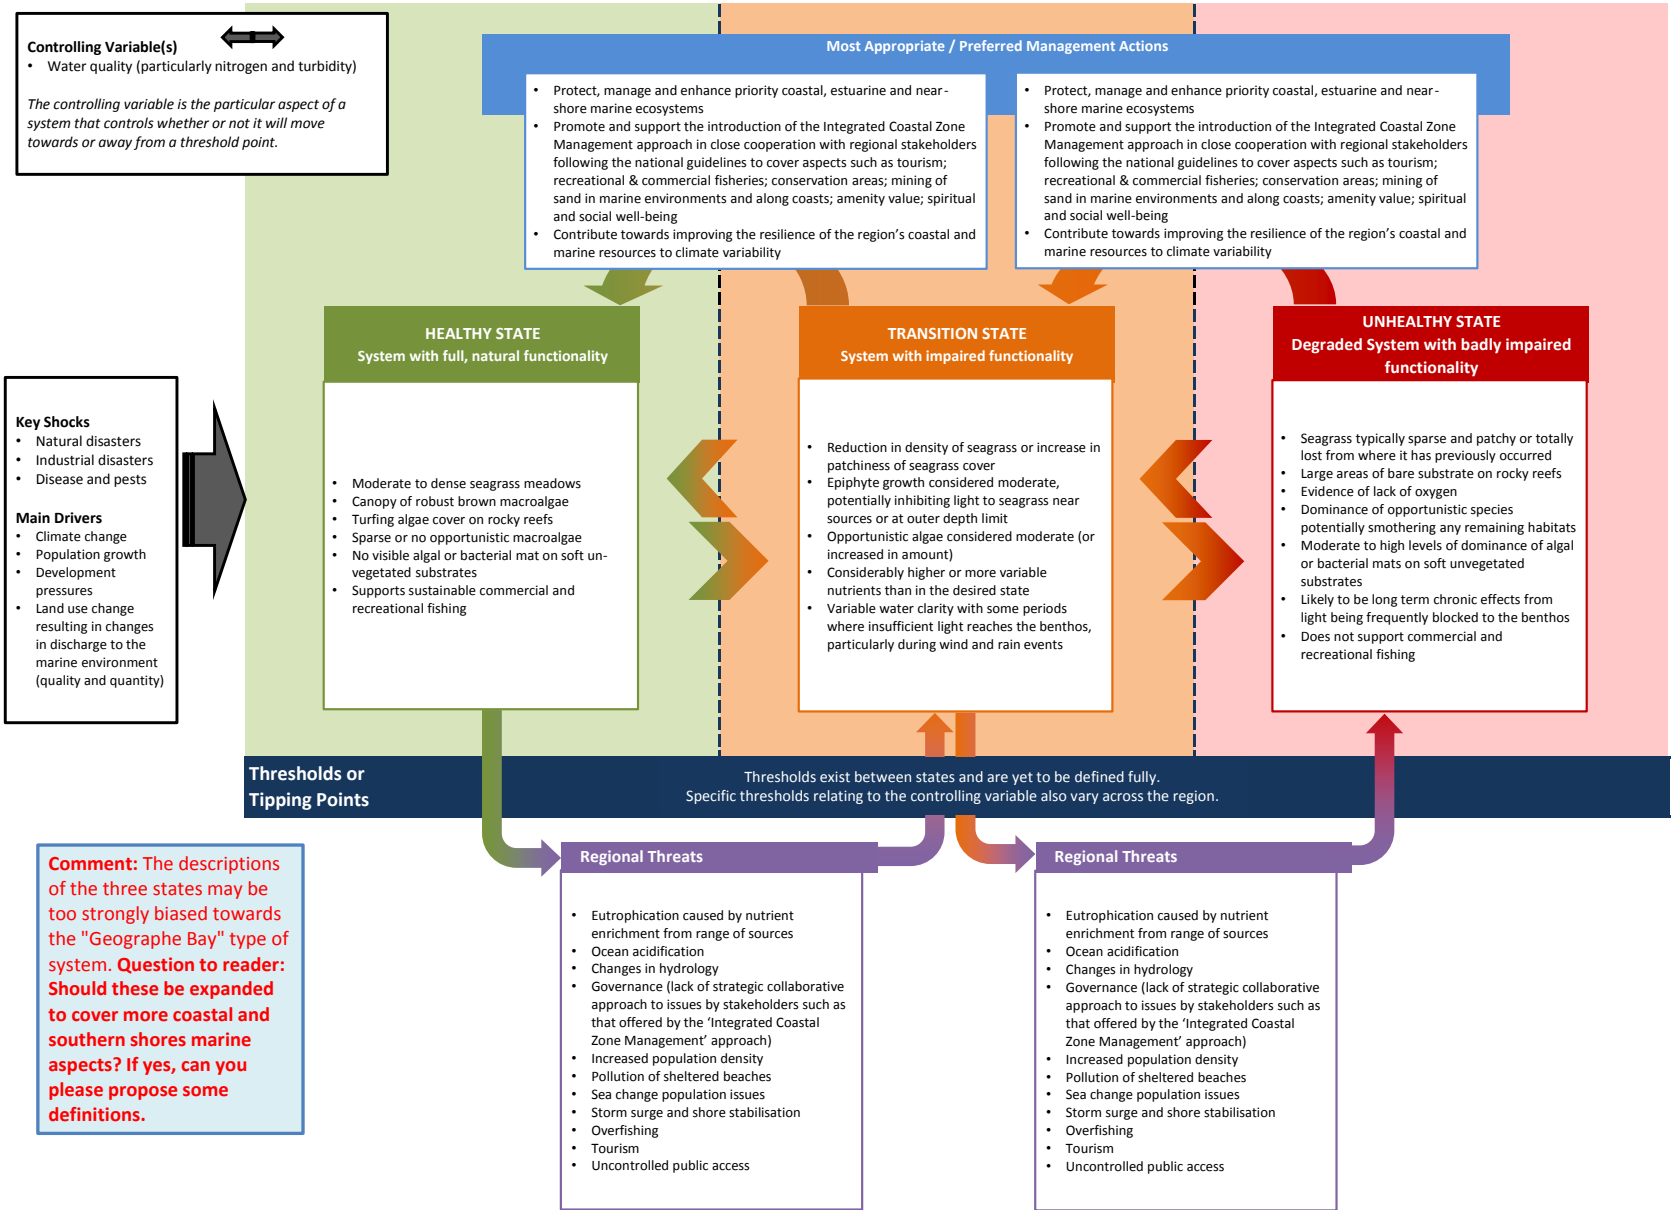 Controlling Variable(s)
• Water quality (particularly nitrogen and turbidity)
The controlling variable is the particular aspect of a
system that controls whether or not it will move
towards or away from a threshold point.
Most Appropriate / Preferred Management Actions
• Protect, manage and enhance priority coastal, estuarine and near-
shore marine ecosystems
• Promote and support the introduction of the Integrated Coastal Zone
Management approach in close cooperation with regional stakeholders
following the national guidelines to cover aspects such as tourism;
recreational & commercial fisheries; conservation areas; mining of
sand in marine environments and along coasts; amenity value; spiritual
and social well-being
• Contribute towards improving the resilience of the region's coastal and
marine resources to climate variability
• Protect, manage and enhance priority coastal, estuarine and near-
shore marine ecosystems
• Promote and support the introduction of the Integrated Coastal Zone
Management approach in close cooperation with regional stakeholders
following the national guidelines to cover aspects such as tourism;
recreational & commercial fisheries; conservation areas; mining of
sand in marine environments and along coasts; amenity value; spiritual
and social well-being
• Contribute towards improving the resilience of the region's coastal and
marine resources to climate variability
Key Shocks
• Natural disasters
• Industrial disasters
• Disease and pests
Main Drivers
• Climate change
• Population growth
• Development
pressures
• Land use change
resulting in changes
in discharge to the
marine environment
(quality and quantity)
HEALTHY STATE
System with full, natural functionality
• Moderate to dense seagrass meadows
• Canopy of robust brown macroalgae
• Turfing algae cover on rocky reefs
• Sparse or no opportunistic macroalgae
• No visible algal or bacterial mat on soft un-
vegetated substrates
• Supports sustainable commercial and
recreational fishing
TRANSITION STATE
System with impaired functionality
• Reduction in density of seagrass or increase in
patchiness of seagrass cover
• Epiphyte growth considered moderate,
potentially inhibiting light to seagrass near
sources or at outer depth limit
• Opportunistic algae considered moderate (or
increased in amount)
• Considerably higher or more variable
nutrients than in the desired state
• Variable water clarity with some periods
where insufficient light reaches the benthos,
particularly during wind and rain events
UNHEALTHY STATE
Degraded System with badly impaired
functionality
• Seagrass typically sparse and patchy or totally
lost from where it has previously occurred
• Large areas of bare substrate on rocky reefs
• Evidence of lack of oxygen
• Dominance of opportunistic species
potentially smothering any remaining habitats
• Moderate to high levels of dominance of algal
or bacterial mats on soft unvegetated
substrates
• Likely to be long term chronic effects from
light being frequently blocked to the benthos
• Does not support commercial and
recreational fishing
Thresholds or
Tipping Points
Thresholds exist between states and are yet to be defined fully.
Specific thresholds relating to the controlling variable also vary across the region.
Comment: The descriptions
of the three states may be
too strongly biased towards
the "Geographe Bay" type of
system. Question to reader:
Should these be expanded
to cover more coastal and
southern shores marine
aspects? If yes, can you
please propose some
definitions.
Regional Threats
• Eutrophication caused by nutrient
enrichment from range of sources
• Ocean acidification
• Changes in hydrology
• Governance (lack of strategic collaborative
approach to issues by stakeholders such as
that offered by the 'Integrated Coastal
Zone Management' approach)
• Increased population density
• Pollution of sheltered beaches
• Sea change population issues
• Storm surge and shore stabilisation
• Overfishing
• Tourism
• Uncontrolled public access
Regional Threats
• Eutrophication caused by nutrient
enrichment from range of sources
• Ocean acidification
• Changes in hydrology
• Governance (lack of strategic collaborative
approach to issues by stakeholders such as
that offered by the 'Integrated Coastal
Zone Management' approach)
• Increased population density
• Pollution of sheltered beaches
• Sea change population issues
• Storm surge and shore stabilisation
• Overfishing
• Tourism
• Uncontrolled public access